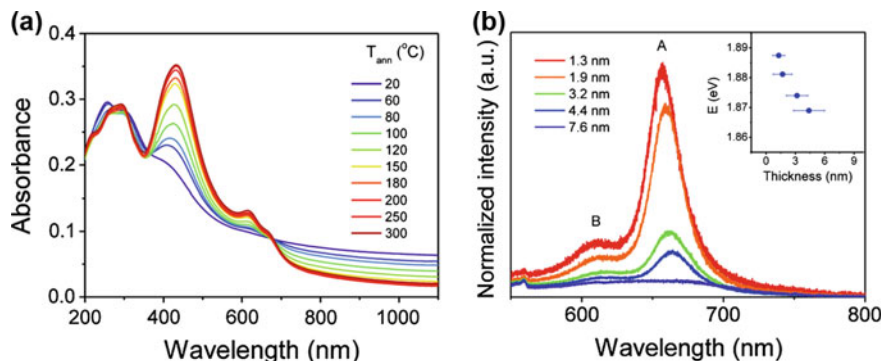 (a)
T_ann (°C)
20
60
80
100
120
150
180
200
250
300
0.4
0.3
0.2
0.1
0.0
Absorbance
200 400 600 800 1000
Wavelength (nm)
(b)
A
B
1.3 nm
1.9 nm
3.2 nm
4.4 nm
7.6 nm
Normalized intensity (a.u.)
600 700 800
Wavelength (nm)
1.89
1.88
1.87
1.86
E (eV)
0 3 6 9
Thickness (nm)